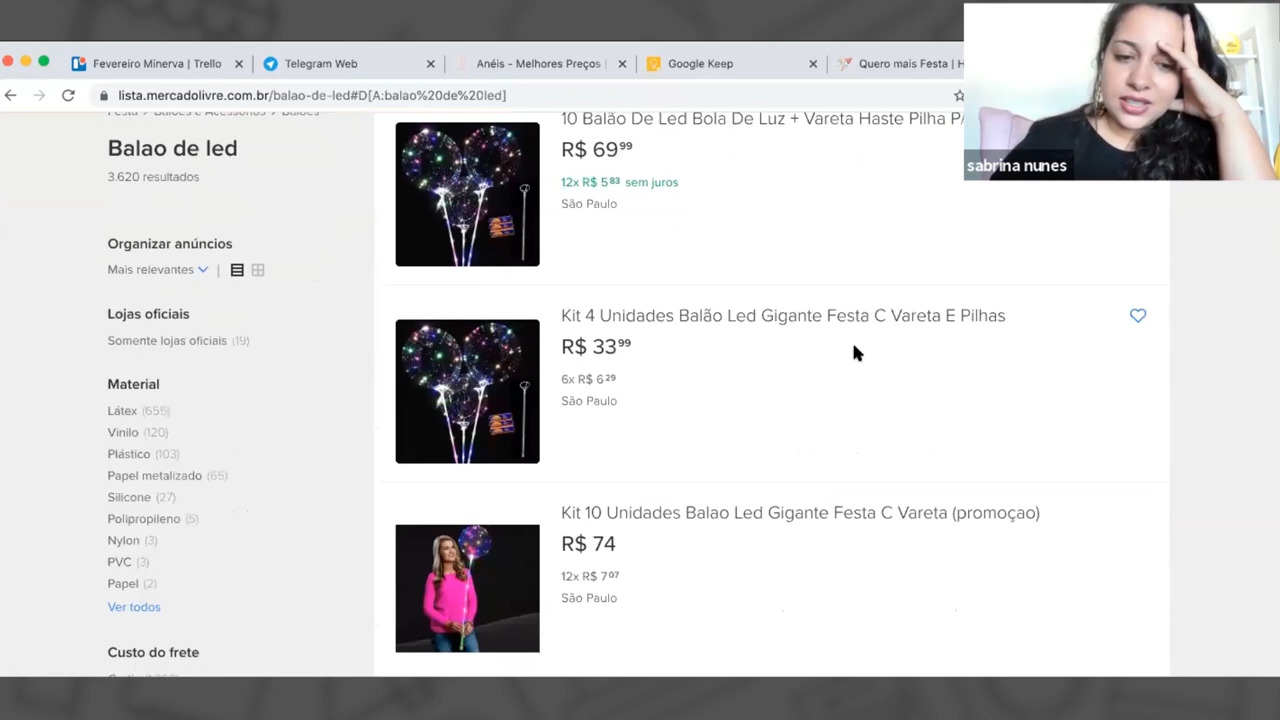 Fevereiro Minerva | Trello
Telegram Web
Anéis - Melhores Preços |
Google Keep
Quero mais Festa | H
lista.mercadolivre.com.br/balao-de-led#D[A:balao%20de%20led]
sabrina nunes
Festa > Balões e Acessórios > Balões
Balao de led
3.620 resultados
Organizar anúncios
Mais relevantes
Lojas oficiais
Somente lojas oficiais (19)
Material
Látex (655)
Vinilo (120)
Plástico (103)
Papel metalizado (65)
Silicone (27)
Polipropileno (5)
Nylon (3)
PVC (3)
Papel (2)
Ver todos
Custo do frete
10 Balão De Led Bola De Luz + Vareta Haste Pilha P/
R$ 69⁹⁹
12x R$ 5⁸³ sem juros
São Paulo
Kit 4 Unidades Balão Led Gigante Festa C Vareta E Pilhas
R$ 33⁹⁹
6x R$ 6²⁹
São Paulo
Kit 10 Unidades Balao Led Gigante Festa C Vareta (promoçao)
R$ 74
12x R$ 7⁰⁷
São Paulo